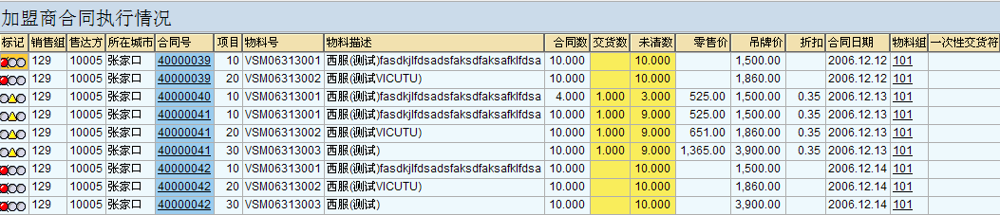 加盟商合同执行情况
标记 销售组 售达方 所在城市 合同号 项目 物料号 物料描述 合同数 交货数 未清数 零售价 吊牌价 折扣 合同日期 物料组 一次性交货符
129 10005 张家口 40000039 10 VSM06313001 西服(测试)fasdkjlfdsadsfaksdfaksafklfdsa 10.000 10.000 1,500.00 2006.12.12 101
129 10005 张家口 40000039 20 VSM06313002 西服(测试VICUTU) 10.000 10.000 1,860.00 2006.12.12 101
129 10005 张家口 40000040 10 VSM06313001 西服(测试)fasdkjlfdsadsfaksdfaksafklfdsa 4.000 1.000 3.000 525.00 1,500.00 0.35 2006.12.13 101
129 10005 张家口 40000041 10 VSM06313001 西服(测试)fasdkjlfdsadsfaksdfaksafklfdsa 10.000 1.000 9.000 525.00 1,500.00 0.35 2006.12.13 101
129 10005 张家口 40000041 20 VSM06313002 西服(测试VICUTU) 10.000 1.000 9.000 651.00 1,860.00 0.35 2006.12.13 101
129 10005 张家口 40000041 30 VSM06313003 西服(测试) 10.000 1.000 9.000 1,365.00 3,900.00 0.35 2006.12.13 101
129 10005 张家口 40000042 10 VSM06313001 西服(测试)fasdkjlfdsadsfaksdfaksafklfdsa 10.000 10.000 1,500.00 2006.12.14 101
129 10005 张家口 40000042 20 VSM06313002 西服(测试VICUTU) 10.000 10.000 1,860.00 2006.12.14 101
129 10005 张家口 40000042 30 VSM06313003 西服(测试) 10.000 10.000 3,900.00 2006.12.14 101